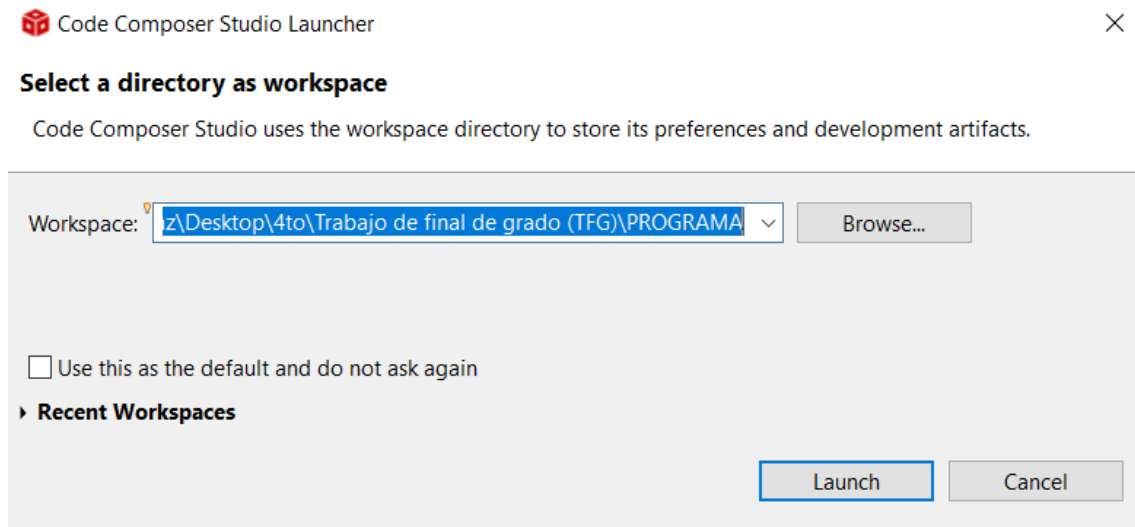 Code Composer Studio Launcher
Select a directory as workspace
Code Composer Studio uses the workspace directory to store its preferences and development artifacts.
Workspace: z\Desktop\4to\Trabajo de final de grado (TFG)\PROGRAMA Browse...
Use this as the default and do not ask again
Recent Workspaces
Launch Cancel